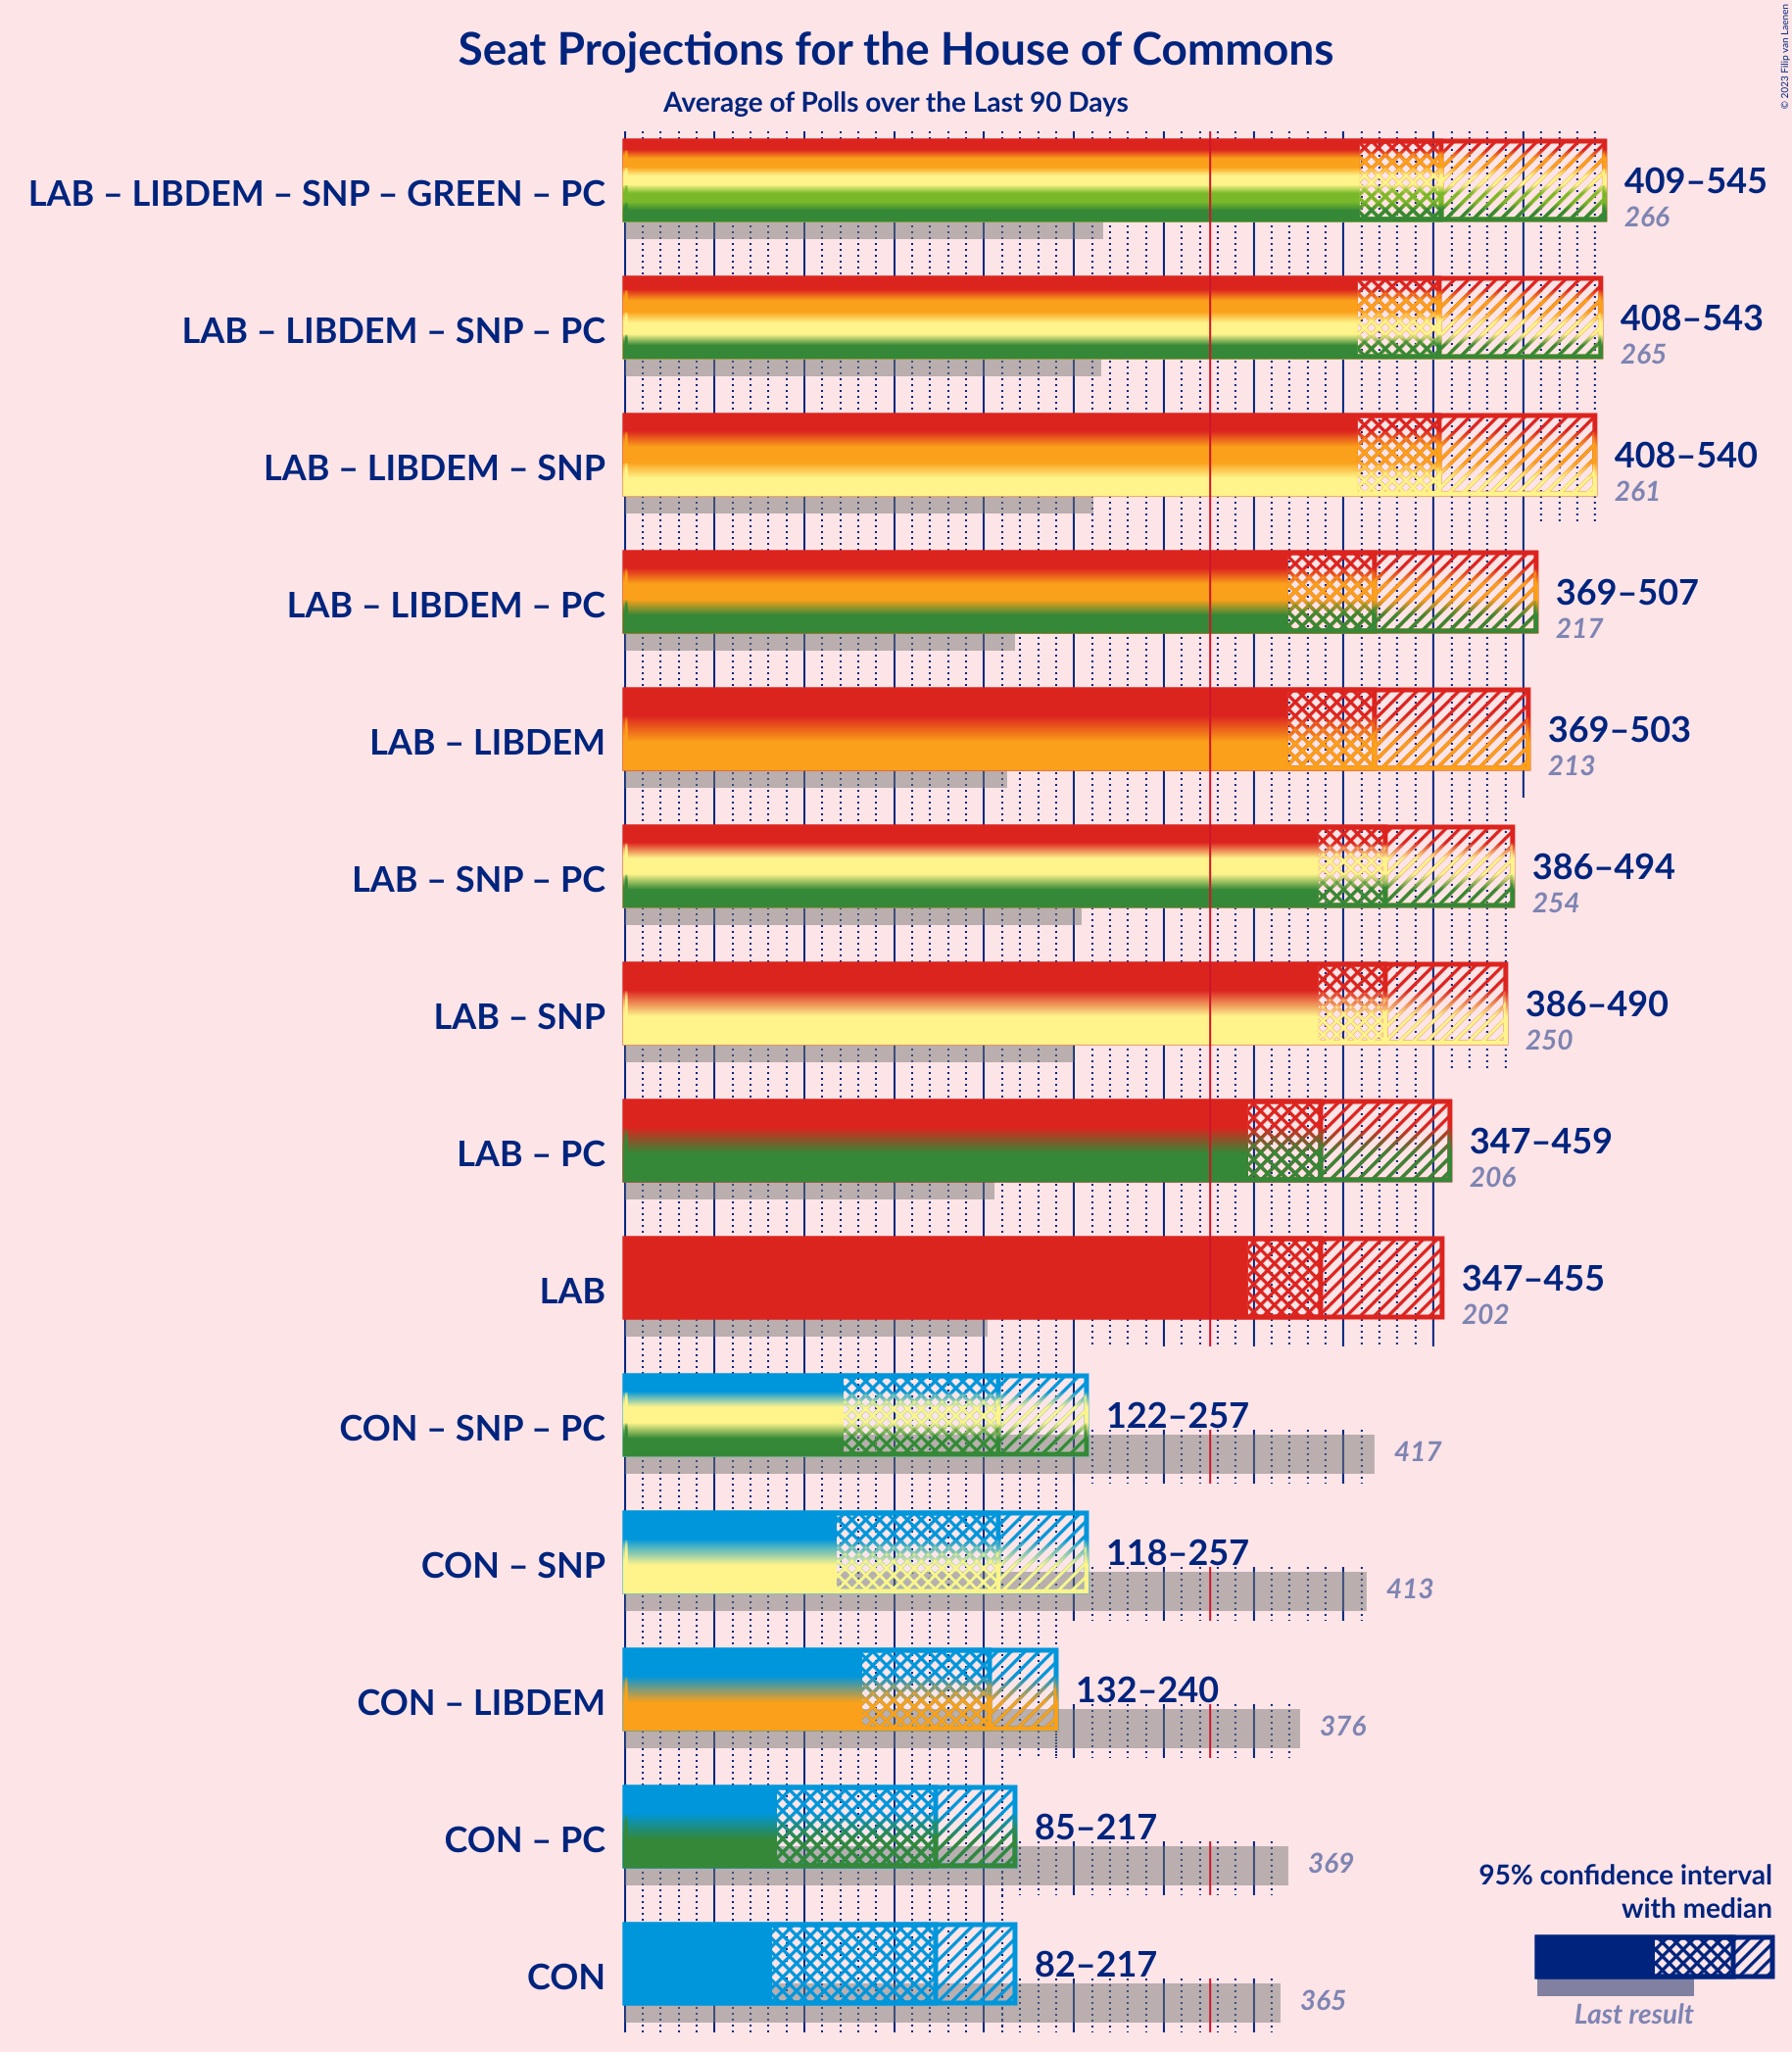 © 2023 Filip van Laenen
Seat Projections for the House of Commons
Average of Polls over the Last 90 Days
LAB – LIBDEM – SNP – GREEN – PC
409–545
266
LAB – LIBDEM – SNP – PC
408–543
265
LAB – LIBDEM – SNP
408–540
261
LAB – LIBDEM – PC
369–507
217
LAB – LIBDEM
369–503
213
LAB – SNP – PC
386–494
254
LAB – SNP
386–490
250
LAB – PC
347–459
206
LAB
347–455
202
CON – SNP – PC
122–257
417
CON – SNP
118–257
413
CON – LIBDEM
132–240
376
CON – PC
85–217
369
CON
82–217
365
95% confidence interval
with median
Last result